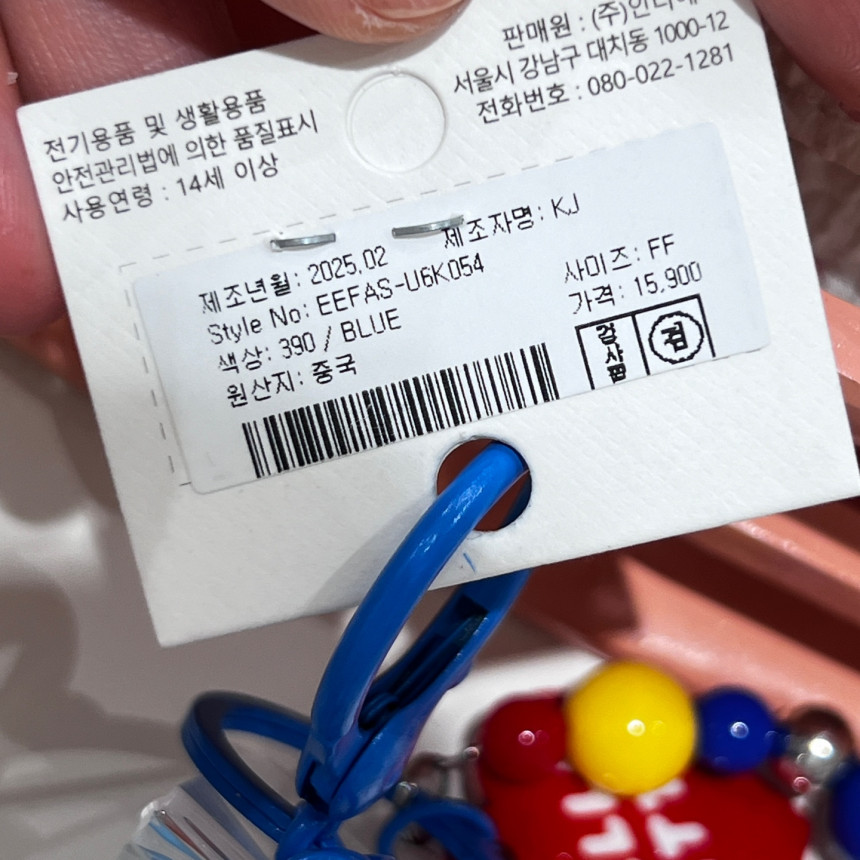 판매원 : (주)
서울시 강남구 대치동 1000-12
전화번호 : 080-022-1281
전기용품 및 생활용품
안전관리법에 의한 품질표시
사용연령 : 14세 이상
제조년월: 2025.02 제조자명: KJ
Style No: EEFAS-U6K054
사이즈: FF
색상: 390 / BLUE
가격: 15,900
원산지: 중국
검사필
검